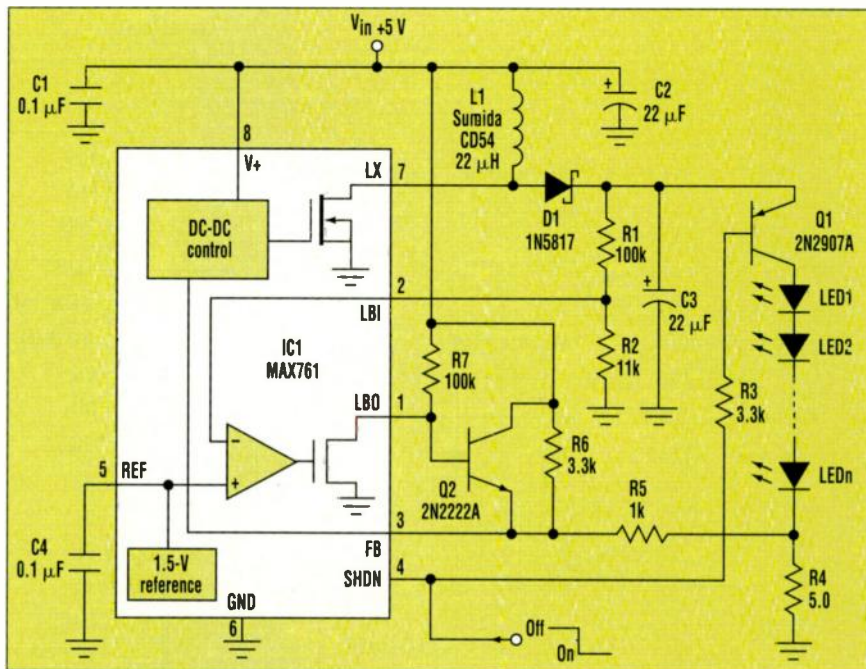 Vin +5 V
C1
0.1 μF
8
V+
L1
Sumida
CD54
22 μH
C2
+
22 μF
LX
7
DC-DC
control
D1
1N5817
R1
100k
Q1
2N2907A
2
LBI
+
C3
22 μF
LED1
LED2
IC1
MAX761
R7
100k
R2
11k
LBO
1
R3
3.3k
5
REF
−
+
R6
3.3k
Q2
2N2222A
LEDn
R5
1k
3
FB
C4
0.1 μF
1.5-V
reference
4
SHDN
R4
5.0
GND
6
Off
On